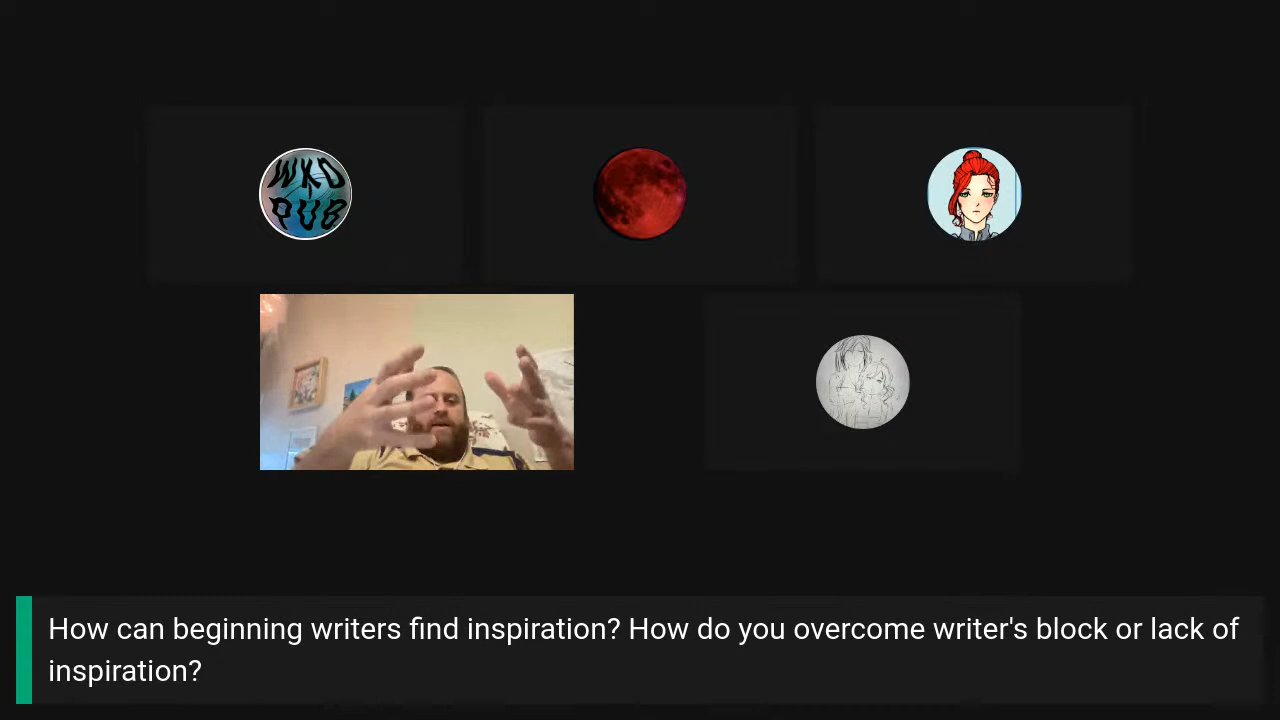 WKD
PUB
How can beginning writers find inspiration? How do you overcome writer's block or lack of
inspiration?